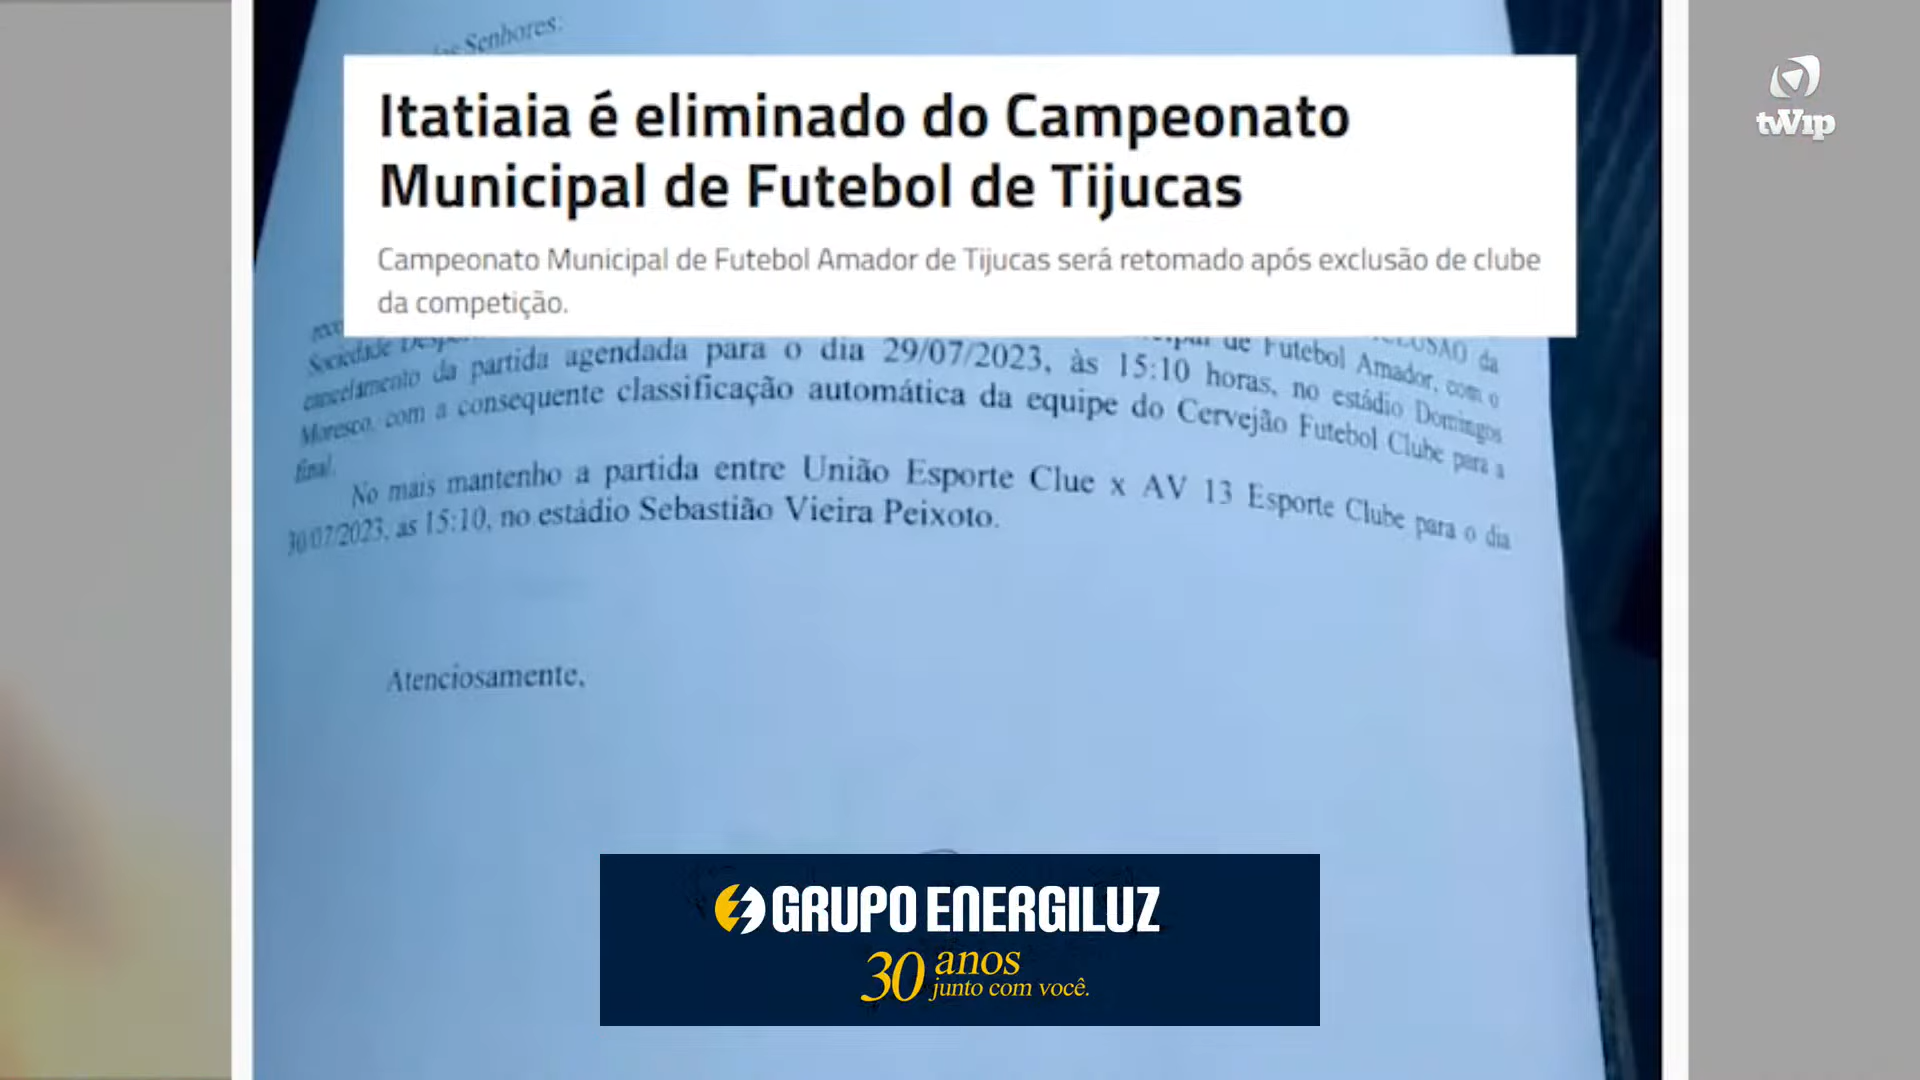 Senhores:
Itatiaia é eliminado do Campeonato
Municipal de Futebol de Tijucas
Campeonato Municipal de Futebol Amador de Tijucas será retomado após exclusão de clube
da competição.
twip
Sociedade da
cancelamento da partida agendada para o dia 29/07/2023, às 15:10 horas, no estádio Domingos
de Futebol Amador, com o
Moresco, com a consequente classificação automática da equipe do Cervejão Futebol Clube para a
final.
No mais mantenho a partida entre União Esporte Clue x AV 13 Esporte Clube para o dia
30/07/2023, as 15:10, no estádio Sebastião Vieira Peixoto.
Atenciosamente,
GRUPO ENERGILUZ
30 anos
junto com você.